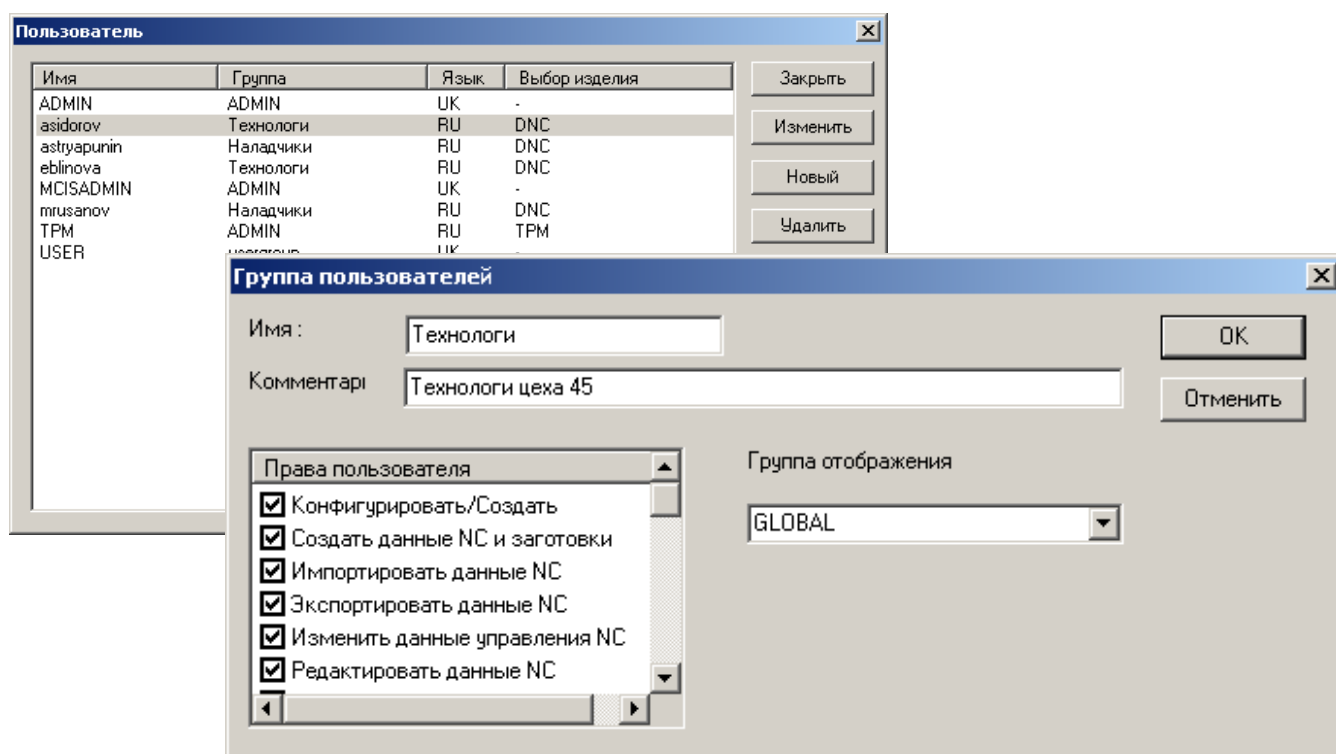 Пользователь
Имя Группа Язык Выбор изделия
ADMIN ADMIN UK -
asidorov Технологи RU DNC
astryapunin Наладчики RU DNC
eblinova Технологи RU DNC
MCISADMIN ADMIN UK -
mrusanov Наладчики RU DNC
TPM ADMIN RU TPM
USER usergroup UK -
Закрыть
Изменить
Новый
Удалить
Группа пользователей
Имя :
Технологи
Комментарı
Технологи цеха 45
OK
Отменить
Права пользователя
Конфигурировать/Создать
Создать данные NC и заготовки
Импортировать данные NC
Экспортировать данные NC
Изменить данные управления NC
Редактировать данные NC
Группа отображения
GLOBAL